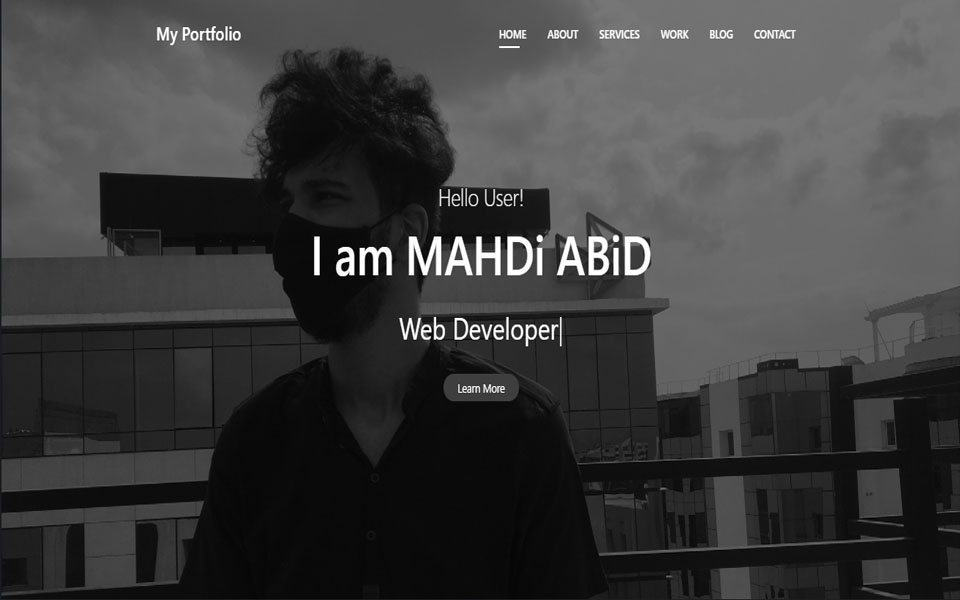 My Portfolio
HOME ABOUT SERVICES WORK BLOG CONTACT
Hello User!
I am MAHDi ABiD
Web Developer|
Learn More